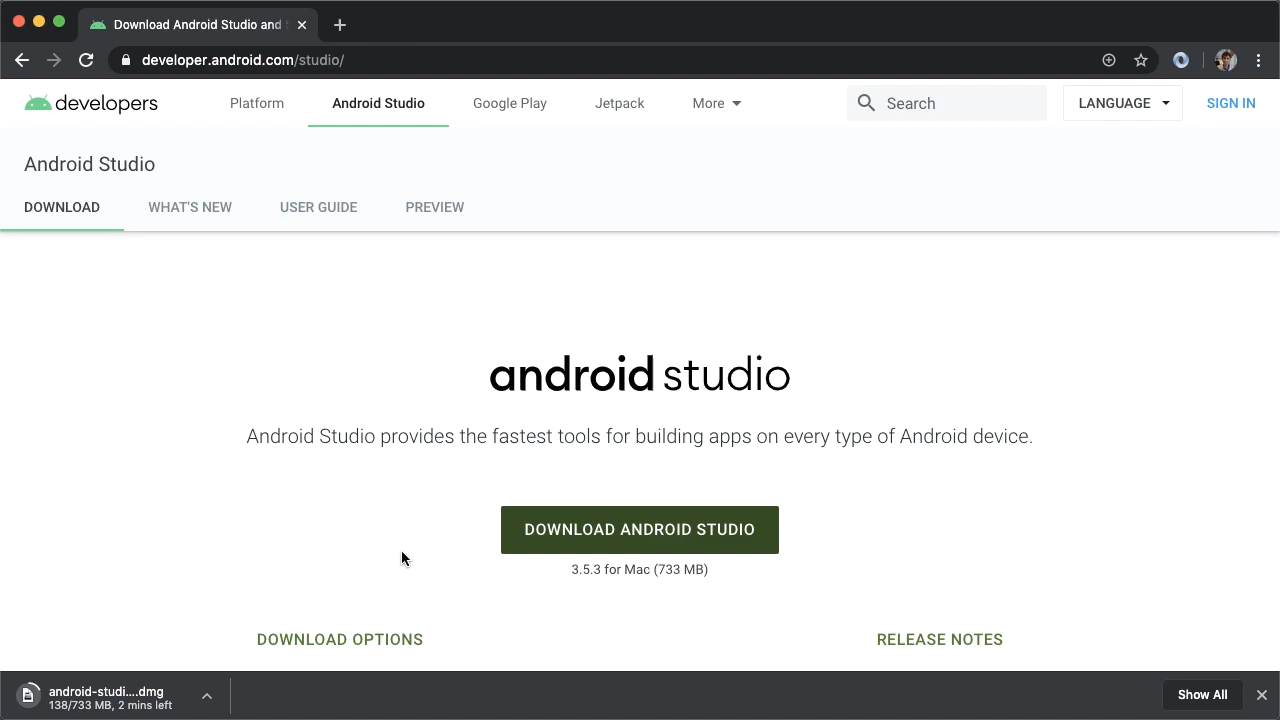 Download Android Studio and
developer.android.com/studio/
developers
Platform
Android Studio
Google Play
Jetpack
More
Search
LANGUAGE
SIGN IN
Android Studio
DOWNLOAD
WHAT'S NEW
USER GUIDE
PREVIEW
android studio
Android Studio provides the fastest tools for building apps on every type of Android device.
DOWNLOAD ANDROID STUDIO
3.5.3 for Mac (733 MB)
DOWNLOAD OPTIONS
RELEASE NOTES
android-studi....dmg
138/733 MB, 2 mins left
Show All